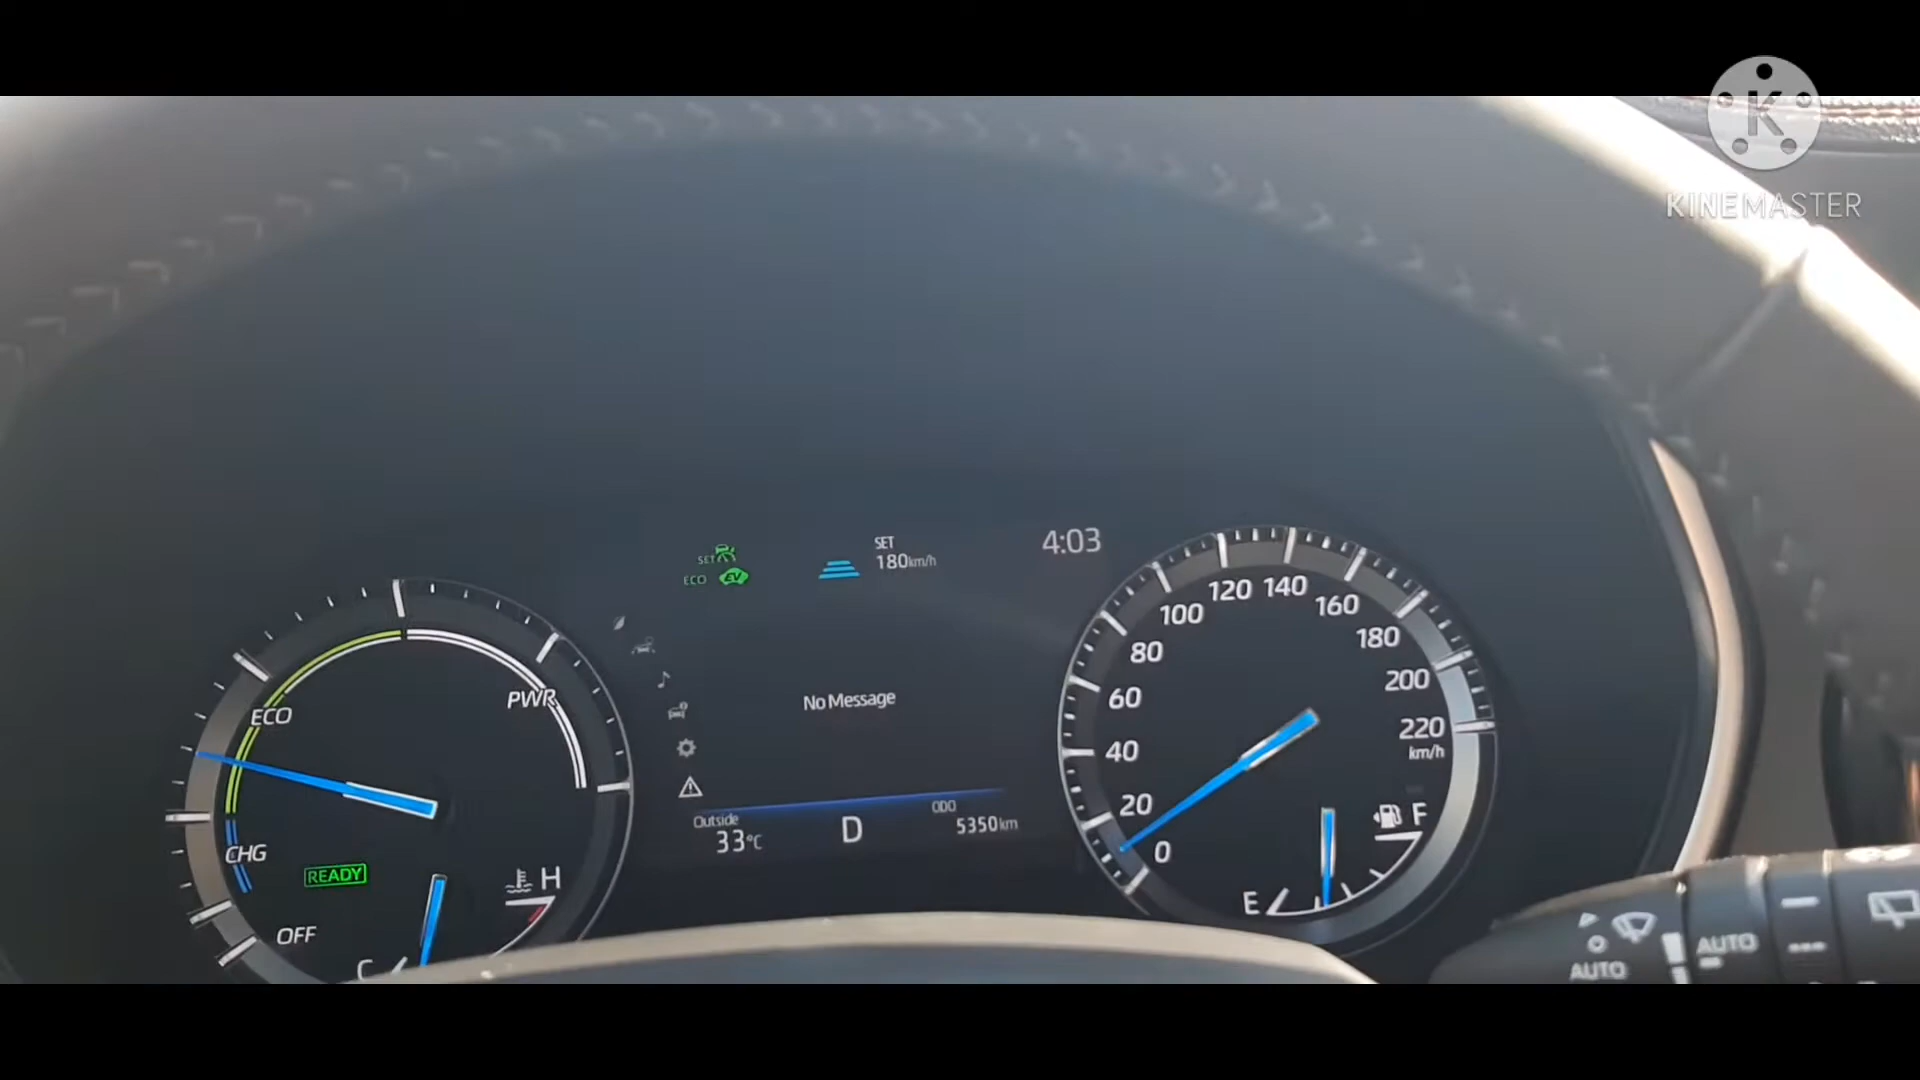 K
KINEMASTER
SET
ECO EV
SET
180km/h
4:03
ECO
PWR
CHG
READY
OFF
H
C
No Message
Outside
33°C
D
ODO
5350km
0
20
40
60
80
100
120
140
160
180
200
220
km/h
E
F
AUTO
AUTO